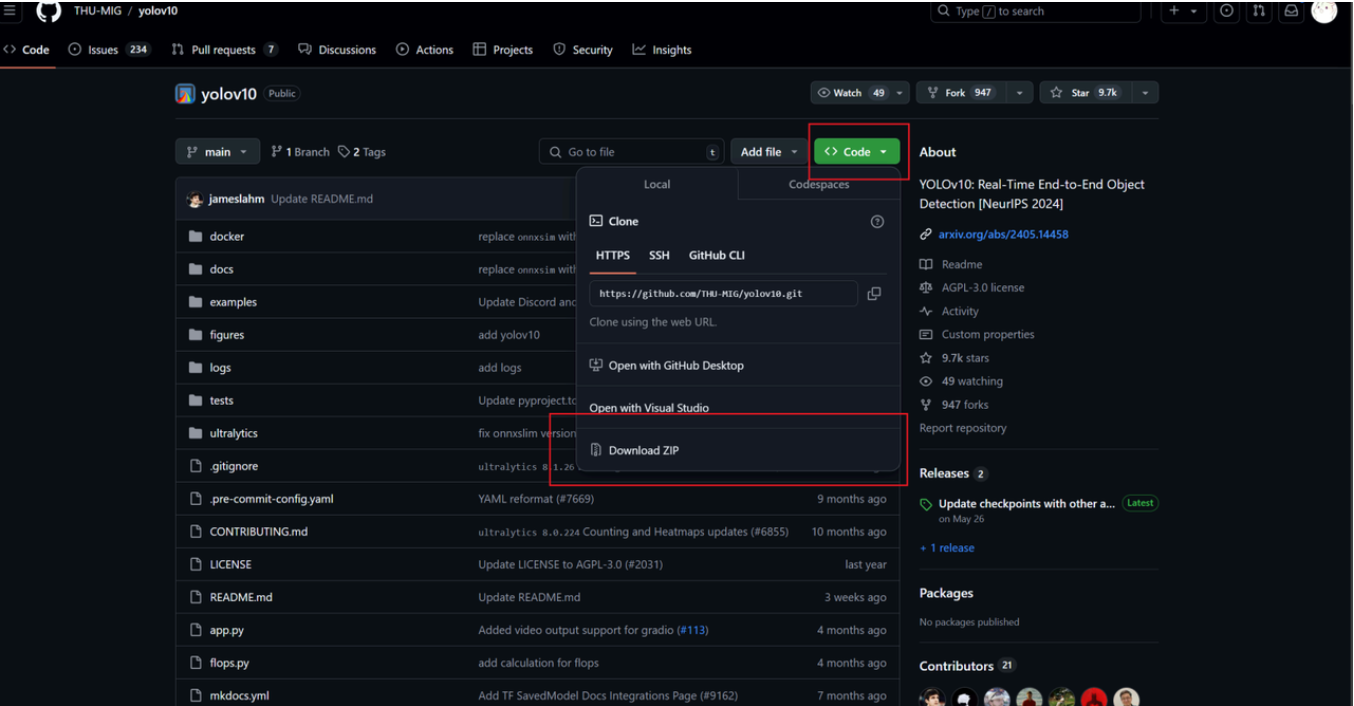 THU-MIG / yolov10
Type / to search
Code
Issues 234
Pull requests 7
Discussions
Actions
Projects
Security
Insights
yolov10 Public
Watch 49
Fork 947
Star 9.7k
main
1 Branch
2 Tags
Go to file t
Add file
Code
Local
Codespaces
Clone
HTTPS
SSH
GitHub CLI
https://github.com/THU-MIG/yolov10.git
Clone using the web URL.
Open with GitHub Desktop
Open with Visual Studio
Download ZIP
jameslahm Update README.md
docker replace onnxsim with
docs replace onnxsim with
examples Update Discord and
figures add yolov10
logs add logs
tests Update pyproject.to
ultralytics fix onnxslim version
.gitignore ultralytics 8.1.26
.pre-commit-config.yaml YAML reformat (#7669) 9 months ago
CONTRIBUTING.md ultralytics 8.0.224 Counting and Heatmaps updates (#6855) 10 months ago
LICENSE Update LICENSE to AGPL-3.0 (#2031) last year
README.md Update README.md 3 weeks ago
app.py Added video output support for gradio (#113) 4 months ago
flops.py add calculation for flops 4 months ago
mkdocs.yml Add TF SavedModel Docs Integrations Page (#9162) 7 months ago
About
YOLOv10: Real-Time End-to-End Object
Detection [NeurIPS 2024]
arxiv.org/abs/2405.14458
Readme
AGPL-3.0 license
Activity
Custom properties
9.7k stars
49 watching
947 forks
Report repository
Releases 2
Update checkpoints with other a... Latest
on May 26
+ 1 release
Packages
No packages published
Contributors 21